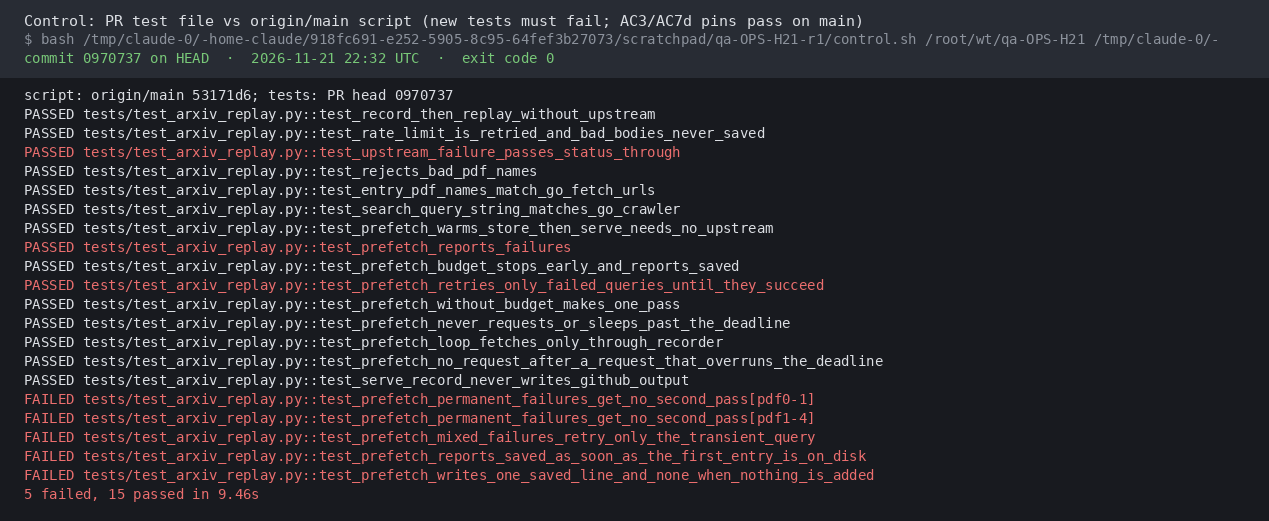 Control: PR test file vs origin/main script (new tests must fail; AC3/AC7d pins pass on main)
$ bash /tmp/claude-0/-home-claude/918fc691-e252-5905-8c95-64fef3b27073/scratchpad/qa-OPS-H21-r1/control.sh /root/wt/qa-OPS-H21 /tmp/claude-0/-
commit 0970737 on HEAD · 2026-11-21 22:32 UTC · exit code 0
script: origin/main 53171d6; tests: PR head 0970737
PASSED tests/test_arxiv_replay.py::test_record_then_replay_without_upstream
PASSED tests/test_arxiv_replay.py::test_rate_limit_is_retried_and_bad_bodies_never_saved
PASSED tests/test_arxiv_replay.py::test_upstream_failure_passes_status_through
PASSED tests/test_arxiv_replay.py::test_rejects_bad_pdf_names
PASSED tests/test_arxiv_replay.py::test_entry_pdf_names_match_go_fetch_urls
PASSED tests/test_arxiv_replay.py::test_search_query_string_matches_go_crawler
PASSED tests/test_arxiv_replay.py::test_prefetch_warms_store_then_serve_needs_no_upstream
PASSED tests/test_arxiv_replay.py::test_prefetch_reports_failures
PASSED tests/test_arxiv_replay.py::test_prefetch_budget_stops_early_and_reports_saved
PASSED tests/test_arxiv_replay.py::test_prefetch_retries_only_failed_queries_until_they_succeed
PASSED tests/test_arxiv_replay.py::test_prefetch_without_budget_makes_one_pass
PASSED tests/test_arxiv_replay.py::test_prefetch_never_requests_or_sleeps_past_the_deadline
PASSED tests/test_arxiv_replay.py::test_prefetch_loop_fetches_only_through_recorder
PASSED tests/test_arxiv_replay.py::test_prefetch_no_request_after_a_request_that_overruns_the_deadline
PASSED tests/test_arxiv_replay.py::test_serve_record_never_writes_github_output
FAILED tests/test_arxiv_replay.py::test_prefetch_permanent_failures_get_no_second_pass[pdf0-1]
FAILED tests/test_arxiv_replay.py::test_prefetch_permanent_failures_get_no_second_pass[pdf1-4]
FAILED tests/test_arxiv_replay.py::test_prefetch_mixed_failures_retry_only_the_transient_query
FAILED tests/test_arxiv_replay.py::test_prefetch_reports_saved_as_soon_as_the_first_entry_is_on_disk
FAILED tests/test_arxiv_replay.py::test_prefetch_writes_one_saved_line_and_none_when_nothing_is_added
5 failed, 15 passed in 9.46s